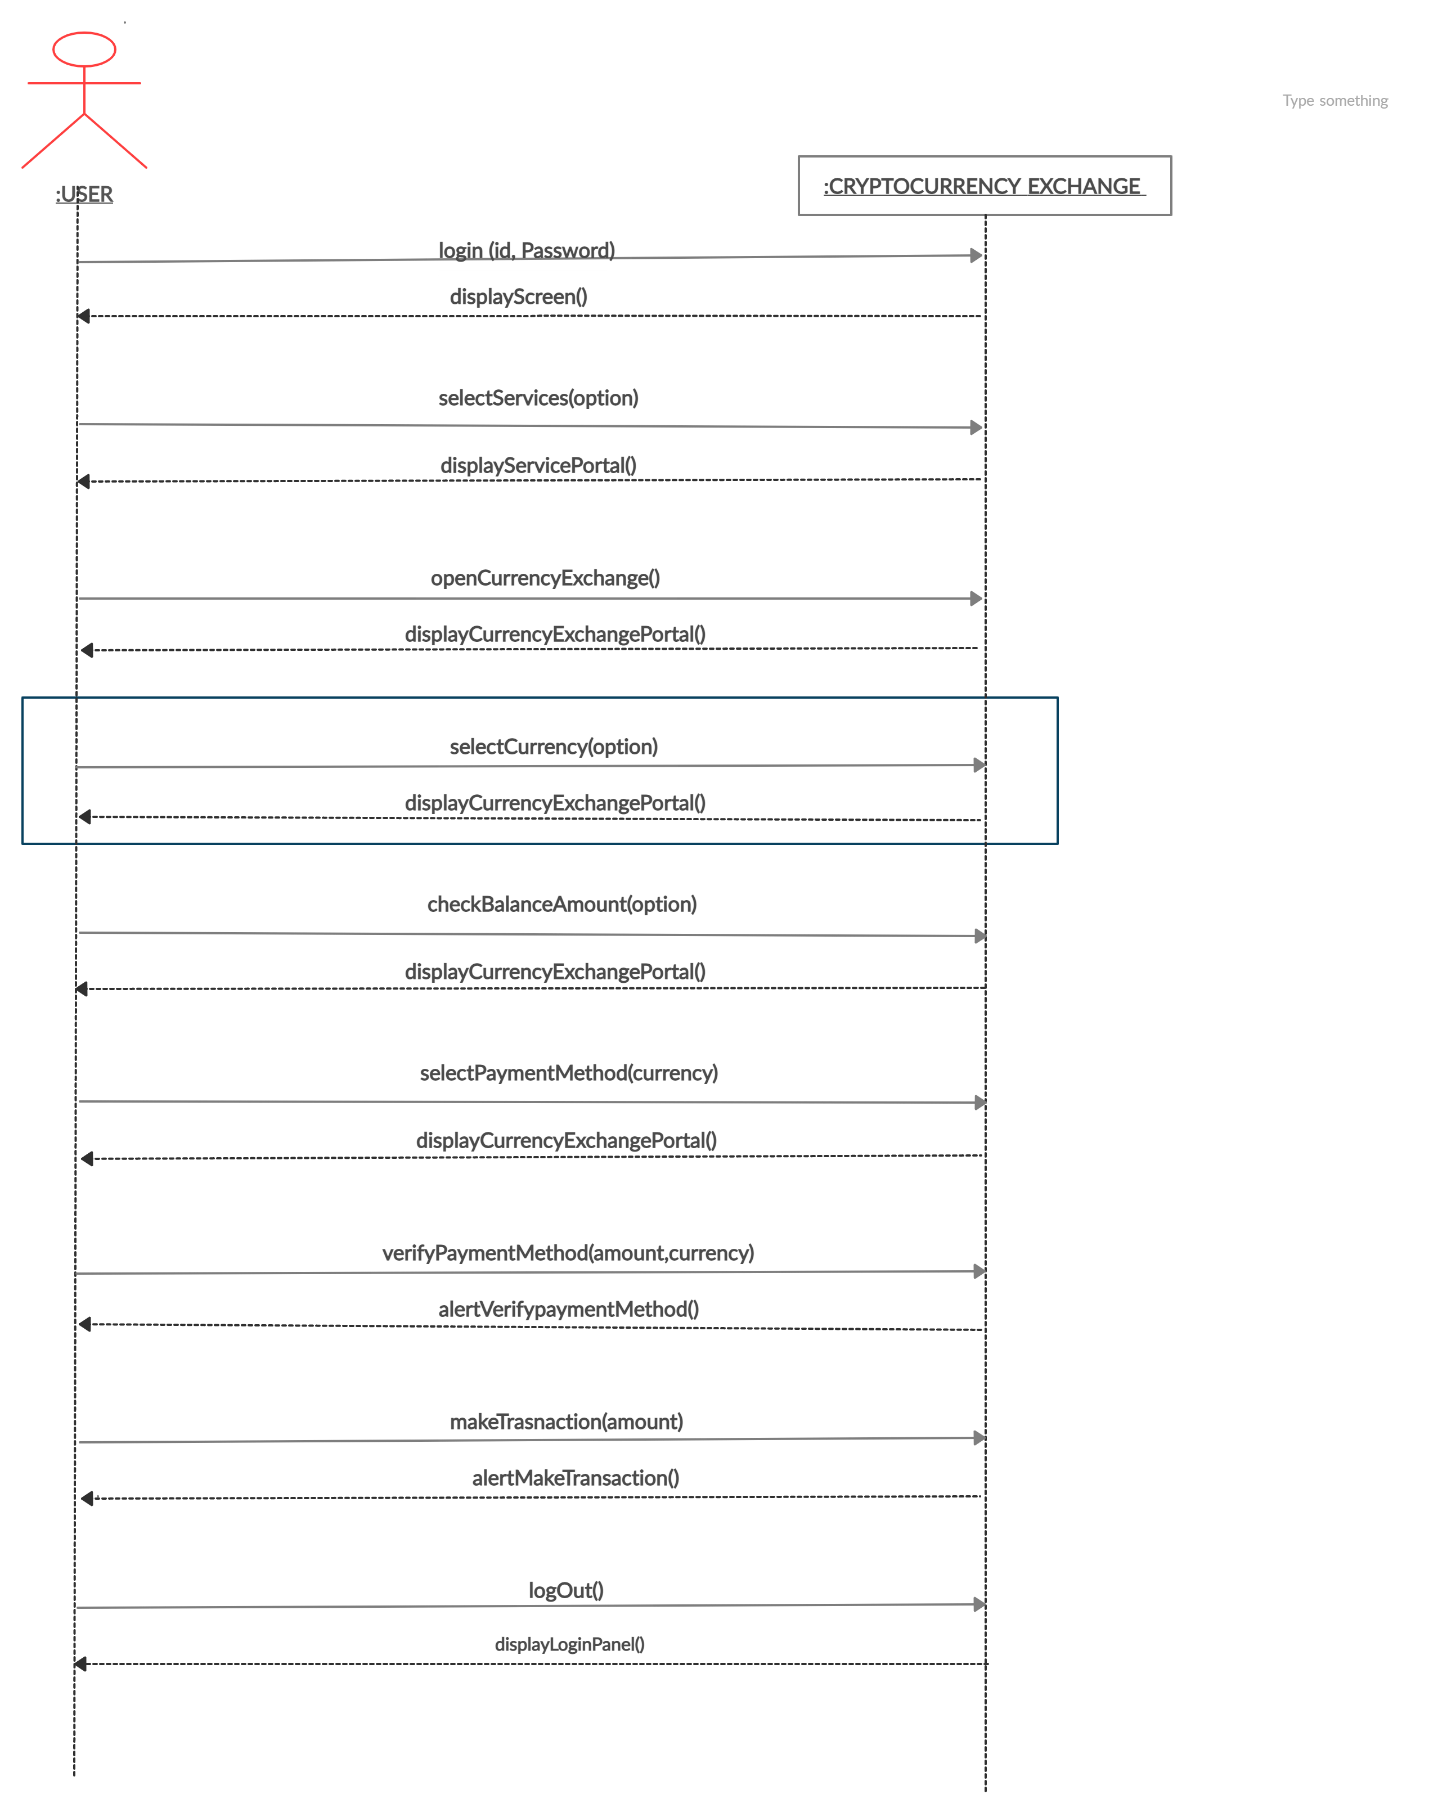 Type something
:USER
:CRYPTOCURRENCY EXCHANGE
login (id, Password)
displayScreen()
selectServices(option)
displayServicePortal()
openCurrencyExchange()
displayCurrencyExchangePortal()
selectCurrency(option)
displayCurrencyExchangePortal()
checkBalanceAmount(option)
displayCurrencyExchangePortal()
selectPaymentMethod(currency)
displayCurrencyExchangePortal()
verifyPaymentMethod(amount,currency)
alertVerifypaymentMethod()
makeTrasnaction(amount)
alertMakeTransaction()
logOut()
displayLoginPanel()